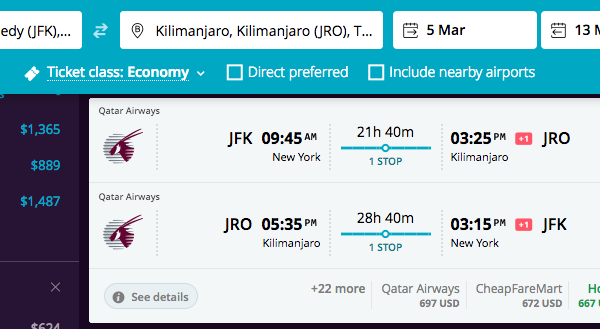 edy (JFK),...
Kilimanjaro, Kilimanjaro (JRO), T...
5 Mar
13 M
Ticket class: Economy
Direct preferred
Include nearby airports
$1,365
$889
$1,487
$624
Qatar Airways
JFK 09:45 AM
New York
21h 40m
1 STOP
03:25 PM +1 JRO
Kilimanjaro
Qatar Airways
JRO 05:35 PM
Kilimanjaro
28h 40m
1 STOP
03:15 PM +1 JFK
New York
See details
+22 more
Qatar Airways
697 USD
CheapFareMart
672 USD
Ho
667 U